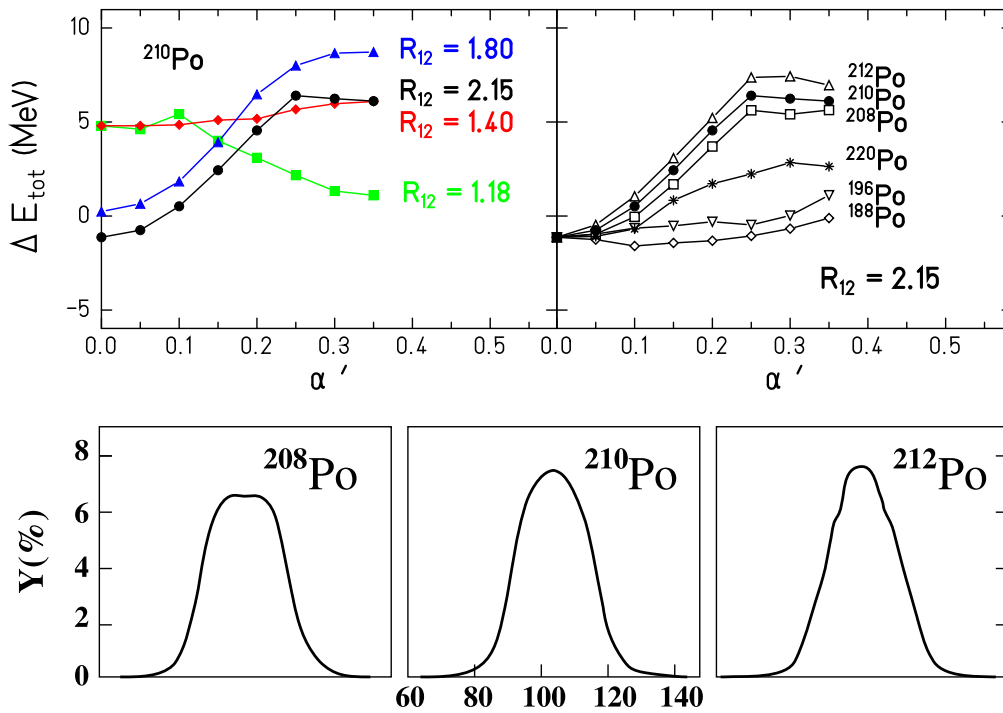 Δ E_tot (MeV)
10
5
0
-5
²¹⁰Po
R₁₂ = 1.80
R₁₂ = 2.15
R₁₂ = 1.40
R₁₂ = 1.18
0.0 0.1 0.2 0.3 0.4 0.5
α ′
²¹²Po
²¹⁰Po
²⁰⁸Po
²²⁰Po
¹⁹⁶Po
¹⁸⁸Po
R₁₂ = 2.15
0.0 0.1 0.2 0.3 0.4 0.5
α ′
Y(%)
8
6
4
2
0
²⁰⁸Po
²¹⁰Po
²¹²Po
60 80 100 120 140